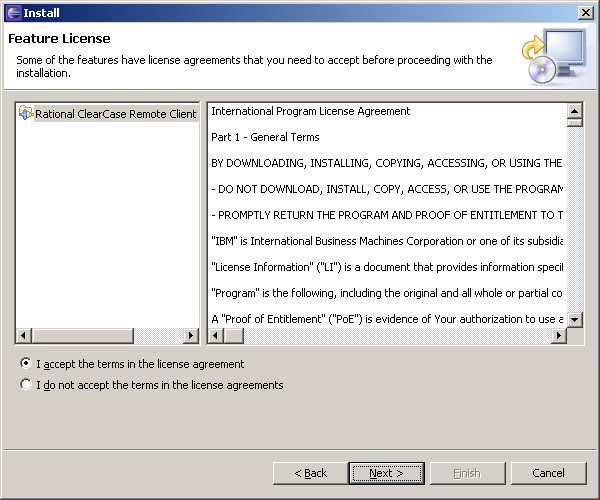 Install
Feature License
Some of the features have license agreements that you need to accept before proceeding with the
installation.
Rational ClearCase Remote Client
International Program License Agreement
Part 1 - General Terms
BY DOWNLOADING, INSTALLING, COPYING, ACCESSING, OR USING THE
- DO NOT DOWNLOAD, INSTALL, COPY, ACCESS, OR USE THE PROGRAM
- PROMPTLY RETURN THE PROGRAM AND PROOF OF ENTITLEMENT TO T
"IBM" is International Business Machines Corporation or one of its subsidia
"License Information" ("LI") is a document that provides information specif
"Program" is the following, including the original and all whole or partial co
A "Proof of Entitlement" ("PoE") is evidence of Your authorization to use a
I accept the terms in the license agreement
I do not accept the terms in the license agreements
< Back
Next >
Finish
Cancel